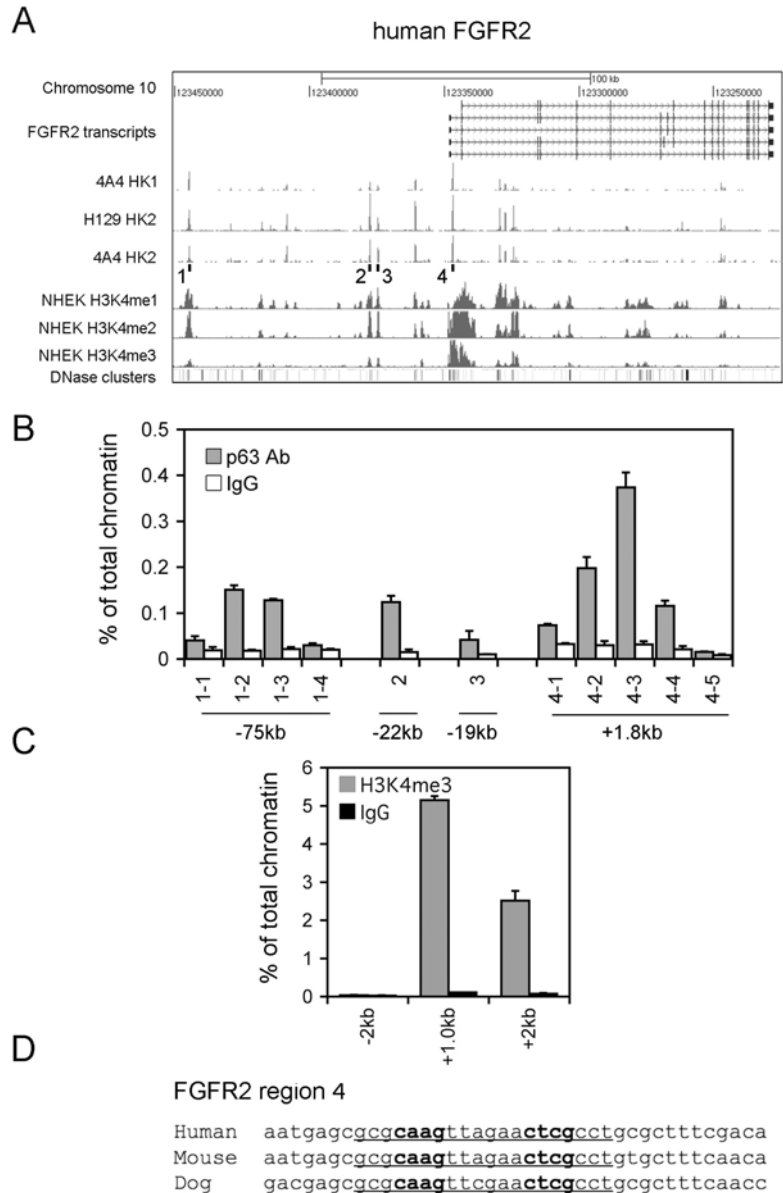 A
human FGFR2
100 kb
Chromosome 10
123450000 123400000 123350000 123300000 123250000
FGFR2 transcripts
4A4 HK1
H129 HK2
4A4 HK2
1 2 3 4
NHEK H3K4me1
NHEK H3K4me2
NHEK H3K4me3
DNase clusters
B
% of total chromatin
0.5
0.4
0.3
0.2
0.1
0
p63 Ab
IgG
1-1 1-2 1-3 1-4 2 3 4-1 4-2 4-3 4-4 4-5
-75kb -22kb -19kb +1.8kb
C
% of total chromatin
6
5
4
3
2
1
0
H3K4me3
IgG
-2kb +1.0kb +2kb
D
FGFR2 region 4
Human aatgagcgcgcaagttagaactcgcctgcgctttcgaca
Mouse aatgagcgcgcaagttagaactcgcctgtgctttcaaca
Dog gacgagcgcgcaagttcgaactcgcctgcgctttcaacc